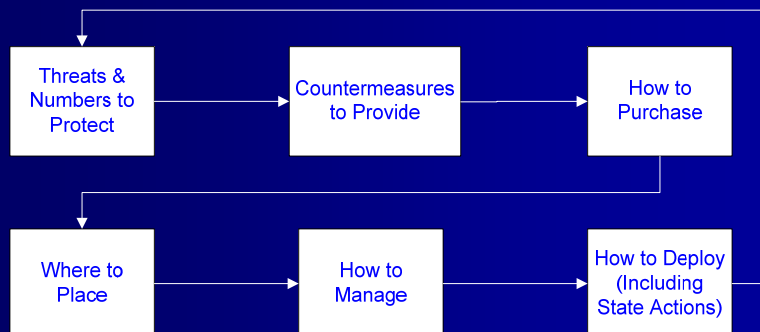 Threats &
Numbers to
Protect
Countermeasures
to Provide
How to
Purchase
Where to
Place
How to
Manage
How to Deploy
(Including
State Actions)